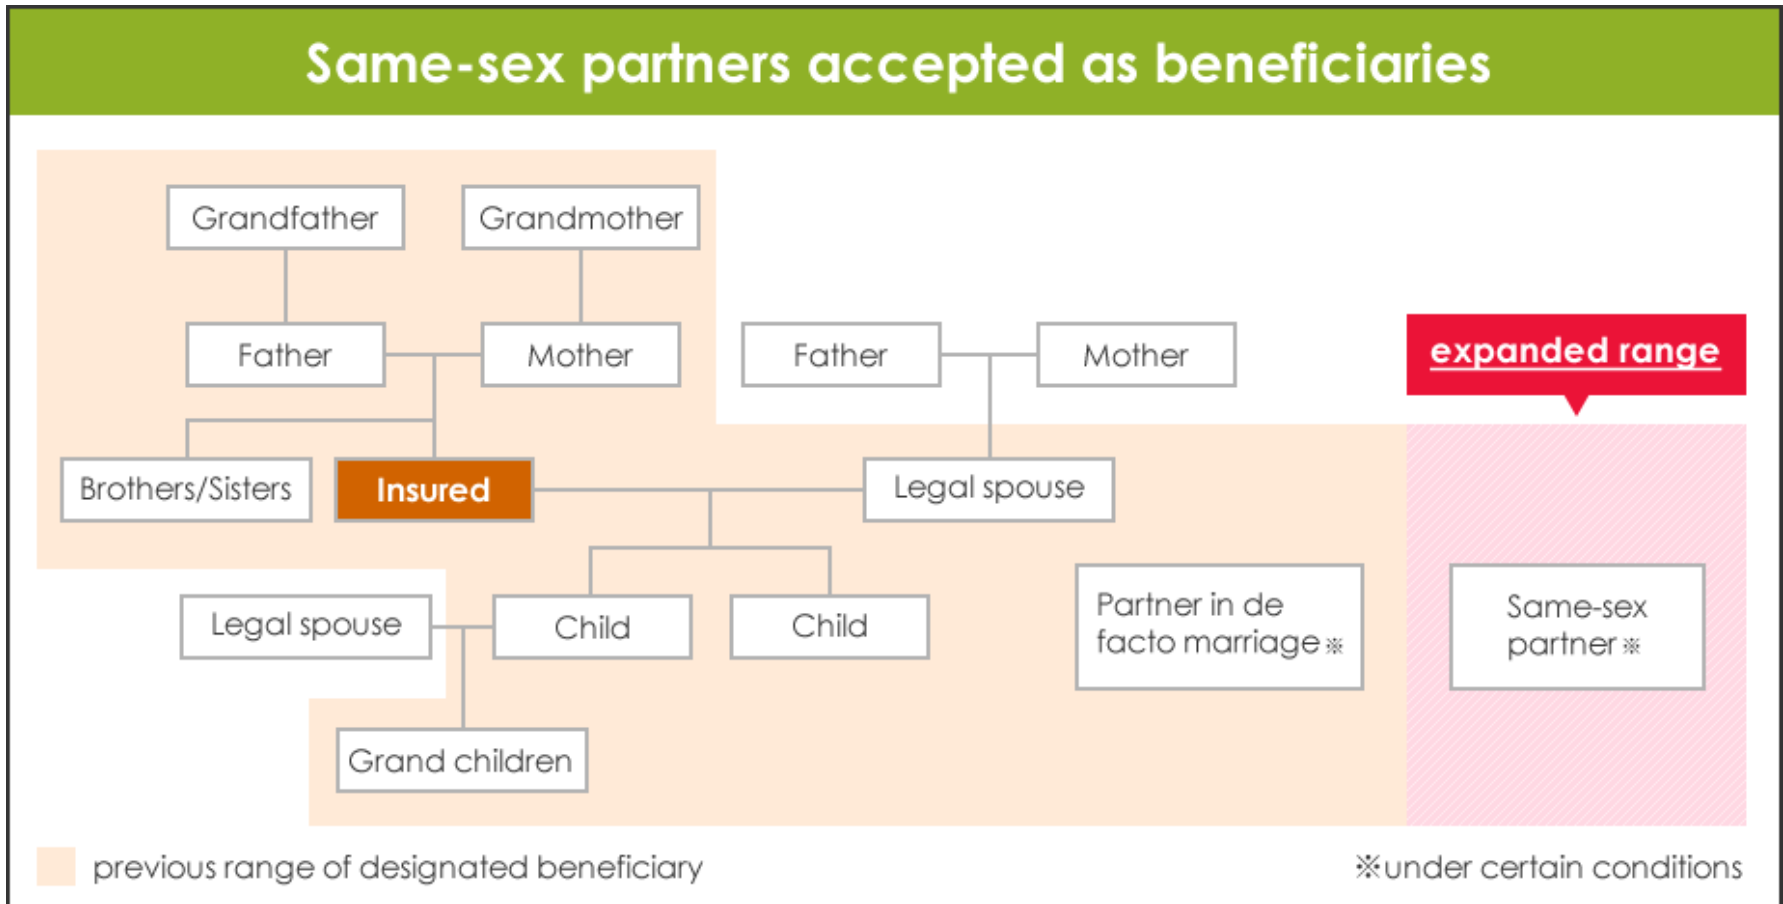 Same-sex partners accepted as beneficiaries
Grandfather
Grandmother
Father
Mother
Father
Mother
expanded range
Brothers/Sisters
Insured
Legal spouse
Legal spouse
Child
Child
Partner in de
facto marriage※
Same-sex
partner※
Grand children
previous range of designated beneficiary
※under certain conditions